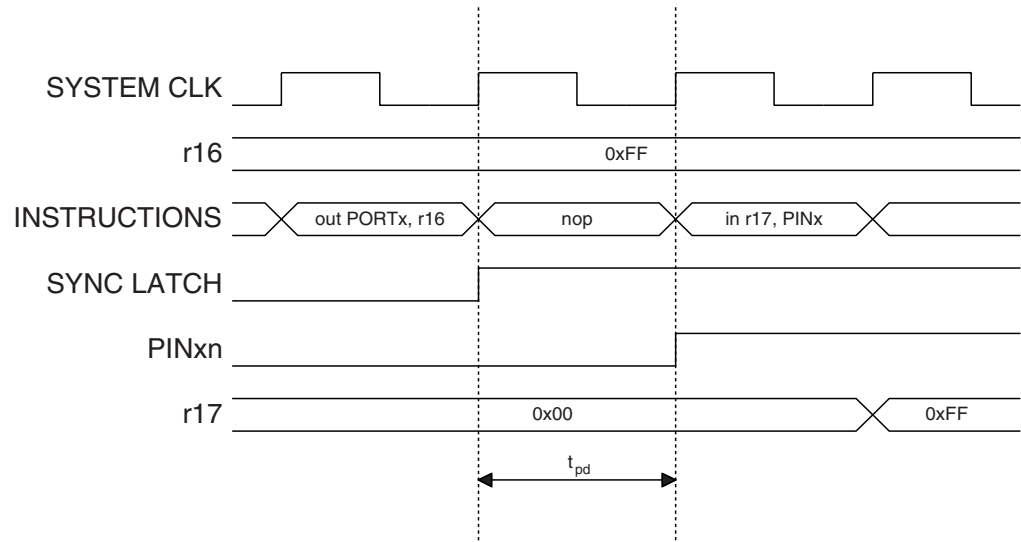 SYSTEM CLK
r16 0xFF
INSTRUCTIONS out PORTx, r16 nop in r17, PINx
SYNC LATCH
PINxn
r17 0x00 0xFF
tpd